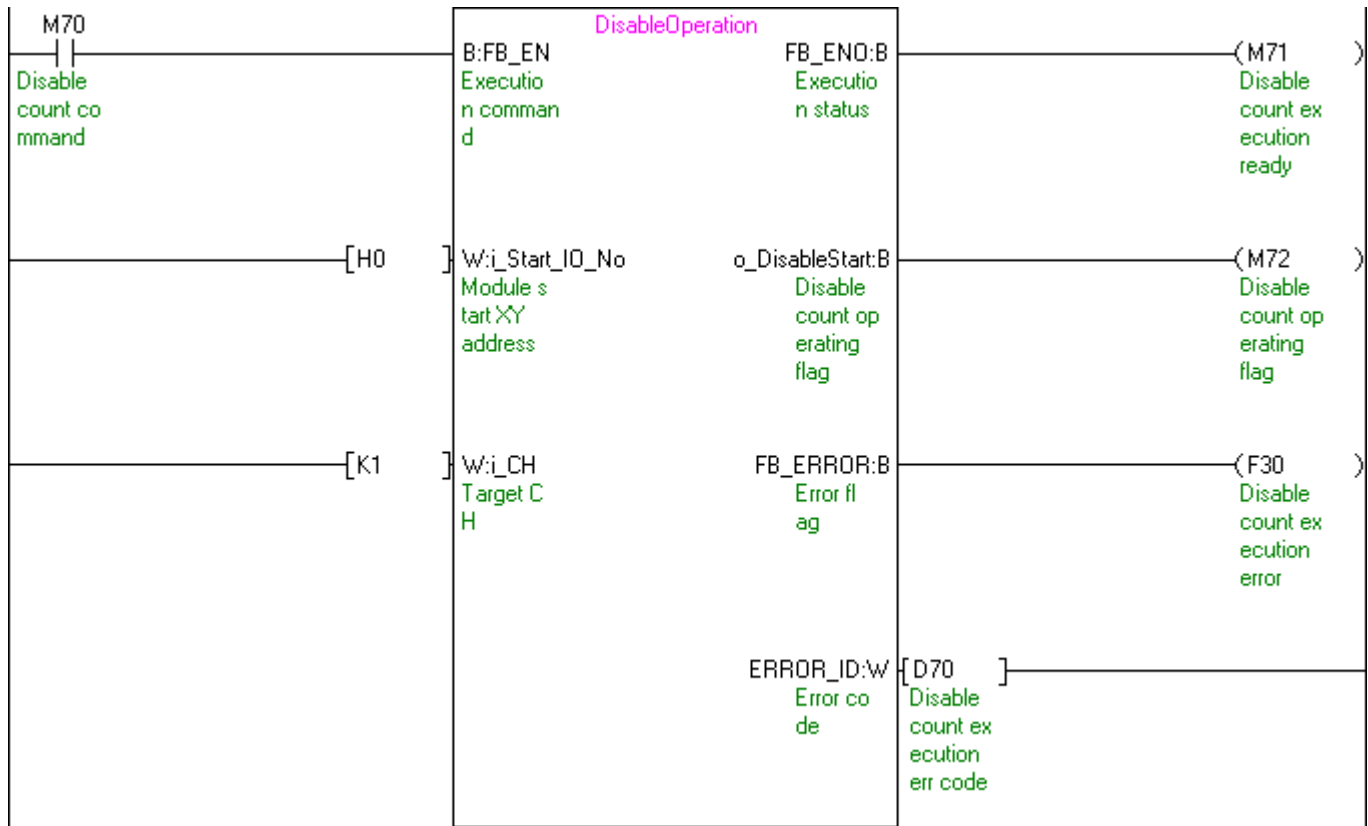 M70
DisableOperation
B:FB_EN
FB_ENO:B
(M71 )
Disable
count co
mmand
Executio
n comman
d
Executio
n status
Disable
count ex
ecution
ready
[H0 ]
W:i_Start_IO_No
o_DisableStart:B
(M72 )
Module s
tart XY
address
Disable
count op
erating
flag
Disable
count op
erating
flag
[K1 ]
W:i_CH
FB_ERROR:B
(F30 )
Target C
H
Error fl
ag
Disable
count ex
ecution
error
ERROR_ID:W
[D70 ]
Error co
de
Disable
count ex
ecution
err code